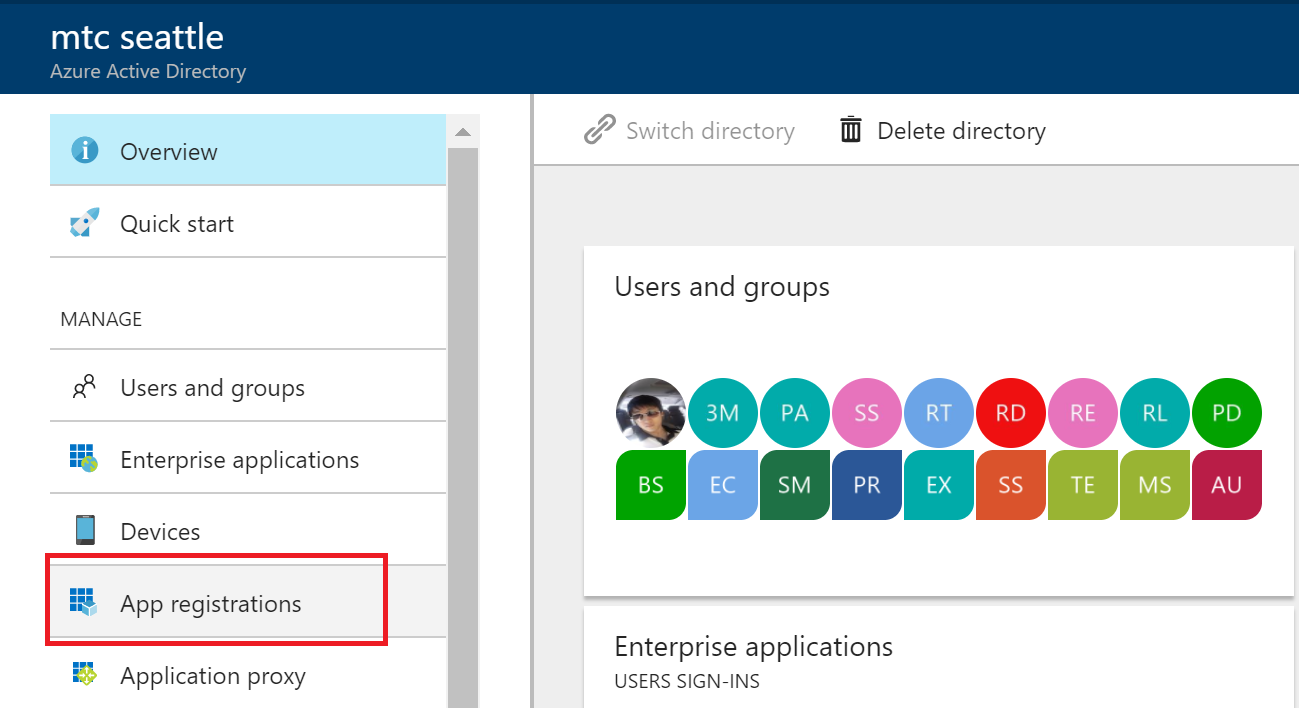 mtc seattle
Azure Active Directory
Overview
Quick start
MANAGE
Users and groups
Enterprise applications
Devices
App registrations
Application proxy
Switch directory
Delete directory
Users and groups
3M PA SS RT RD RE RL PD
BS EC SM PR EX SS TE MS AU
Enterprise applications
USERS SIGN-INS